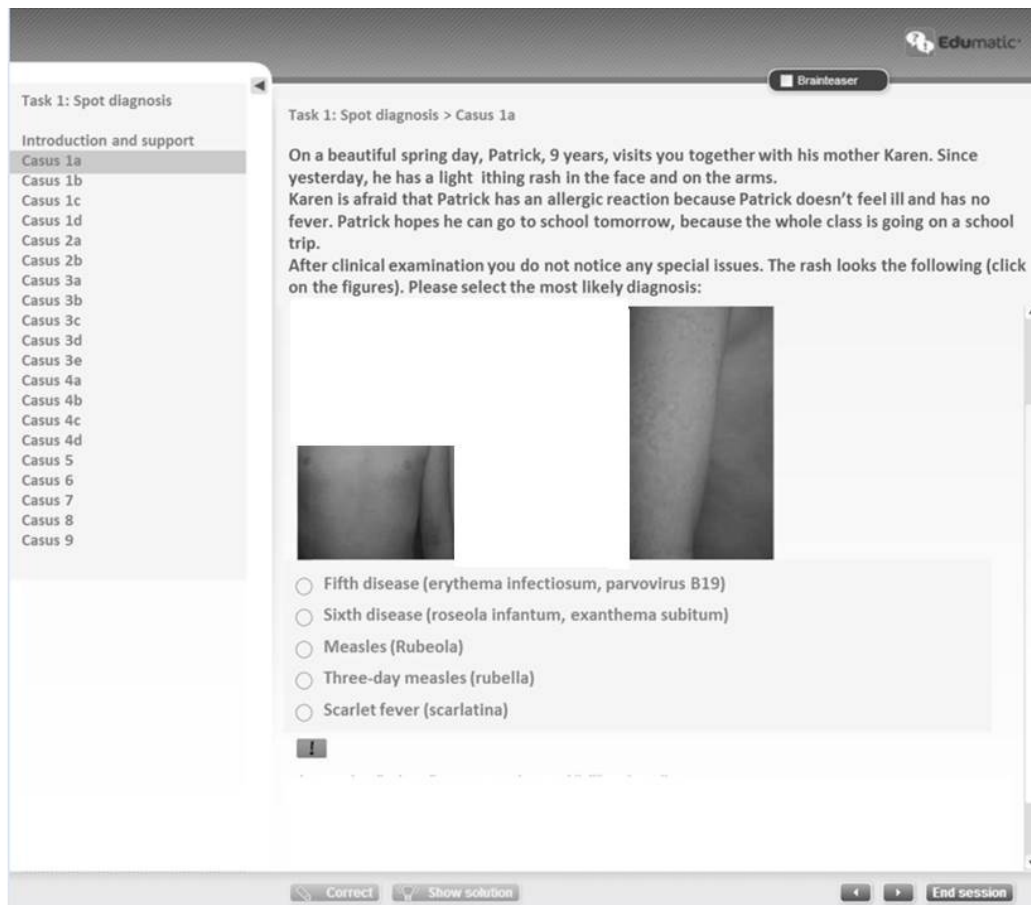 Edumatic
Brainteaser
Task 1: Spot diagnosis
Introduction and support
Casus 1a
Casus 1b
Casus 1c
Casus 1d
Casus 2a
Casus 2b
Casus 3a
Casus 3b
Casus 3c
Casus 3d
Casus 3e
Casus 4a
Casus 4b
Casus 4c
Casus 4d
Casus 5
Casus 6
Casus 7
Casus 8
Casus 9
Task 1: Spot diagnosis > Casus 1a
On a beautiful spring day, Patrick, 9 years, visits you together with his mother Karen. Since
yesterday, he has a light ithing rash in the face and on the arms.
Karen is afraid that Patrick has an allergic reaction because Patrick doesn't feel ill and has no
fever. Patrick hopes he can go to school tomorrow, because the whole class is going on a school
trip.
After clinical examination you do not notice any special issues. The rash looks the following (click
on the figures). Please select the most likely diagnosis:
Fifth disease (erythema infectiosum, parvovirus B19)
Sixth disease (roseola infantum, exanthema subitum)
Measles (Rubeola)
Three-day measles (rubella)
Scarlet fever (scarlatina)
!
Correct
Show solution
End session